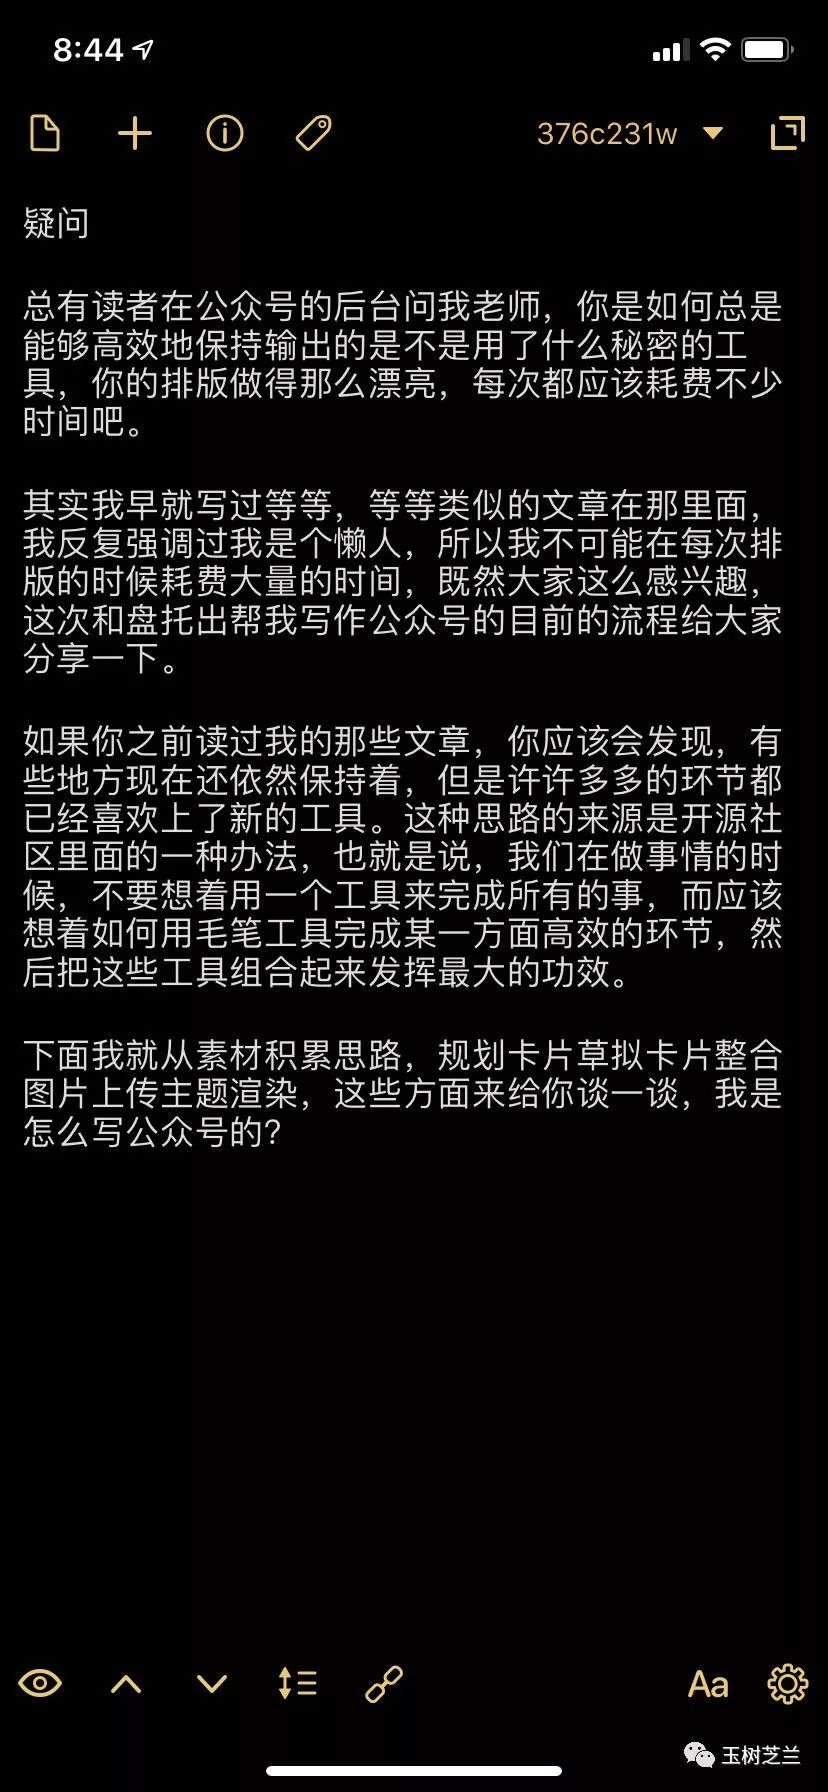 8:44
376c231w
疑问
总有读者在公众号的后台问我老师，你是如何总是
能够高效地保持输出的是不是用了什么秘密的工
具，你的排版做得那么漂亮，每次都应该耗费不少
时间吧。
其实我早就写过等等，等等类似的文章在那里面，
我反复强调过我是个懒人，所以我不可能在每次排
版的时候耗费大量的时间，既然大家这么感兴趣，
这次和盘托出帮我写作公众号的目前的流程给大家
分享一下。
如果你之前读过我的那些文章，你应该会发现，有
些地方现在还依然保持着，但是许许多多的环节都
已经喜欢上了新的工具。这种思路的来源是开源社
区里面的一种办法，也就是说，我们在做事情的时
候，不要想着用一个工具来完成所有的事，而应该
想着如何用毛笔工具完成某一方面高效的环节，然
后把这些工具组合起来发挥最大的功效。
下面我就从素材积累思路，规划卡片草拟卡片整合
图片上传主题渲染，这些方面来给你谈一谈，我是
怎么写公众号的？
Aa
玉树芝兰